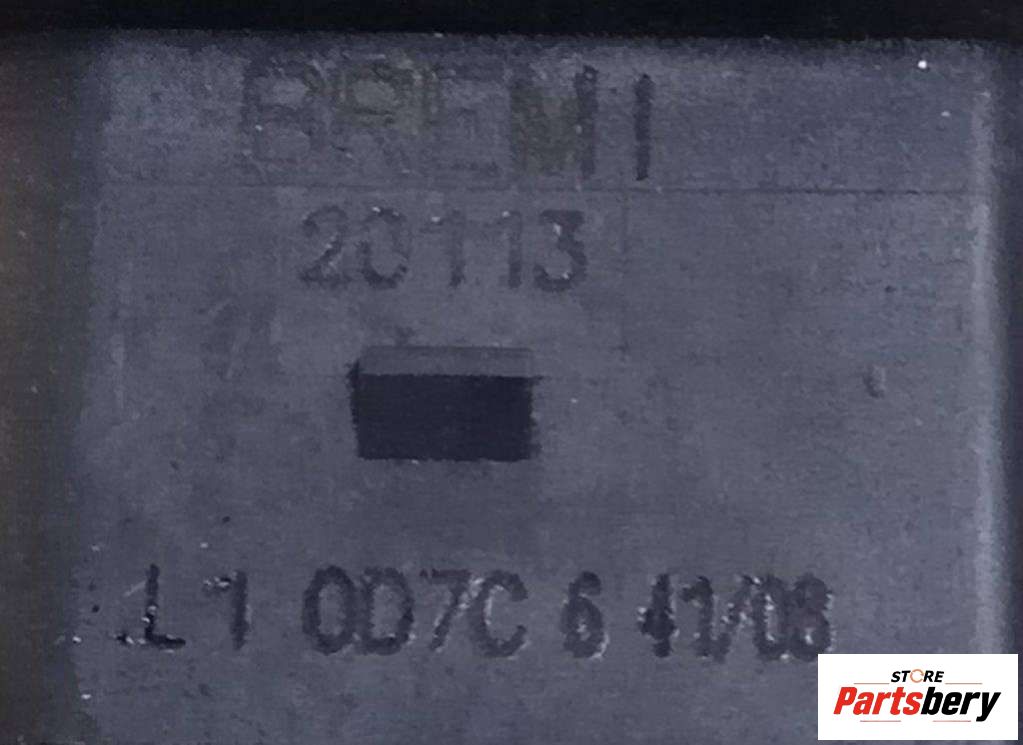 BREMI
20113
L 1 0D7C 6 41/08
STORE
Partsbery